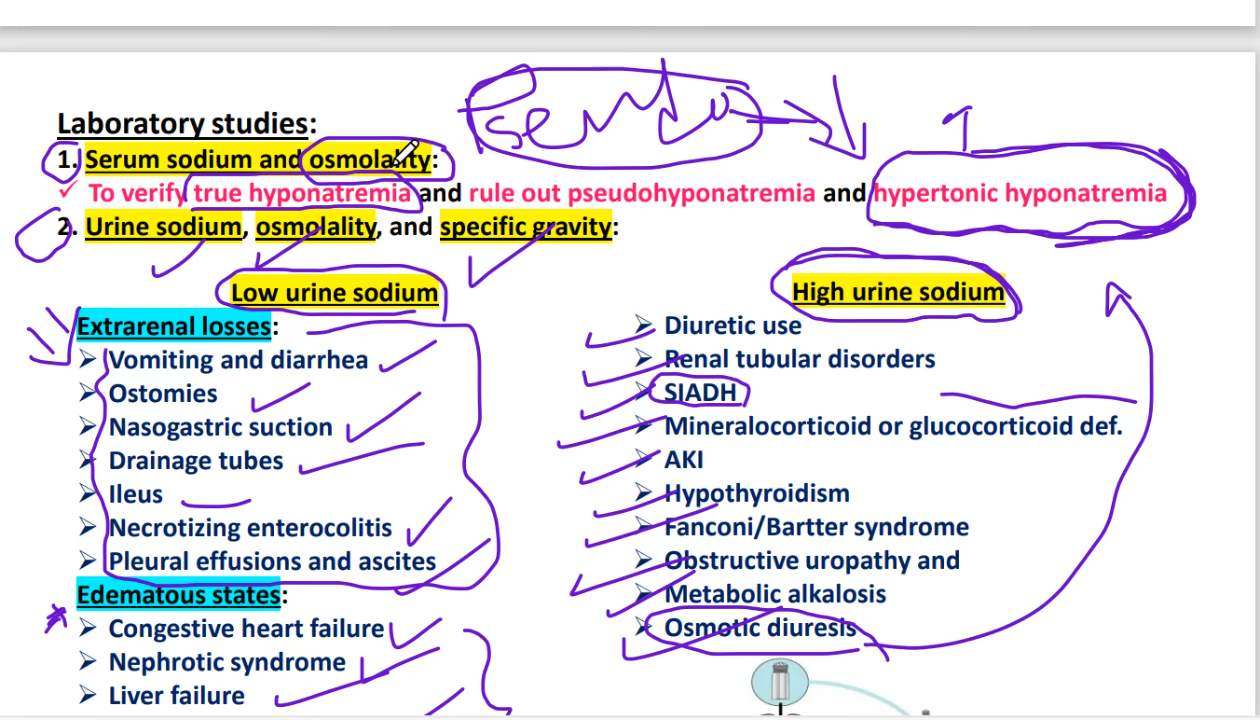 Laboratory studies:
1. Serum sodium and osmolality:
✓ To verify true hyponatremia and rule out pseudohyponatremia and hypertonic hyponatremia
2. Urine sodium, osmolality, and specific gravity:
Low urine sodium
Extrarenal losses:
➢ Vomiting and diarrhea
➢ Ostomies
➢ Nasogastric suction
➢ Drainage tubes
➢ Ileus
➢ Necrotizing enterocolitis
➢ Pleural effusions and ascites
Edematous states:
➢ Congestive heart failure
➢ Nephrotic syndrome
➢ Liver failure
High urine sodium
➢ Diuretic use
➢ Renal tubular disorders
➢ SIADH
➢ Mineralocorticoid or glucocorticoid def.
➢ AKI
➢ Hypothyroidism
➢ Fanconi/Bartter syndrome
➢ Obstructive uropathy and
➢ Metabolic alkalosis
➢ Osmotic diuresis